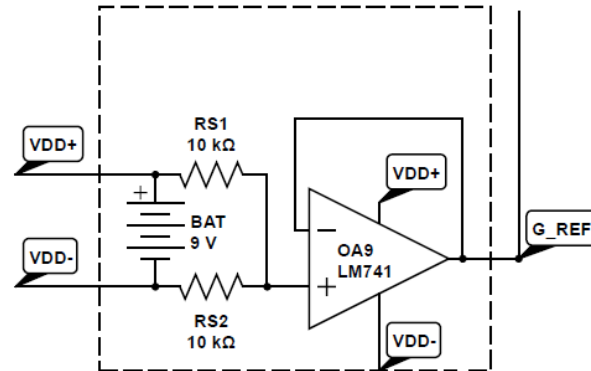 RS1
10 kΩ
VDD+
VDD+
+
BAT
9 V
G_REF
OA9
LM741
−
+
VDD-
RS2
10 kΩ
VDD-